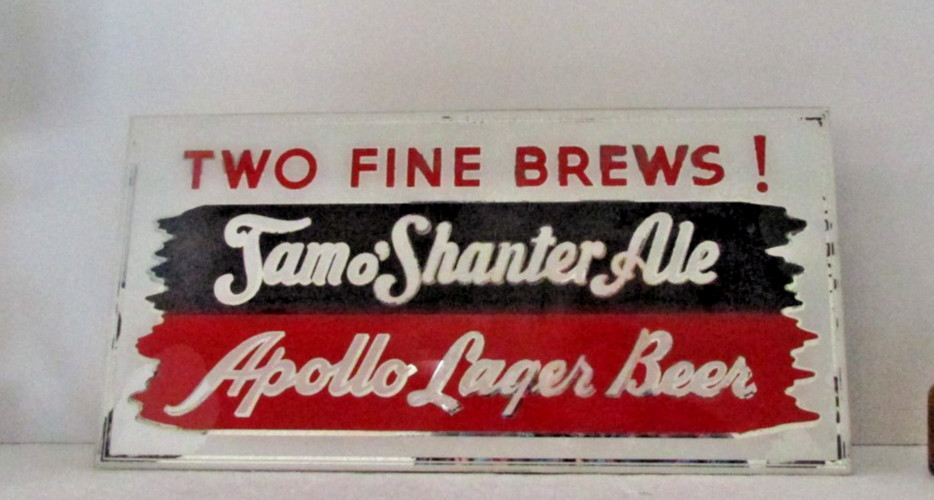 TWO FINE BREWS!
Tam o' Shanter Ale
Apollo Lager Beer